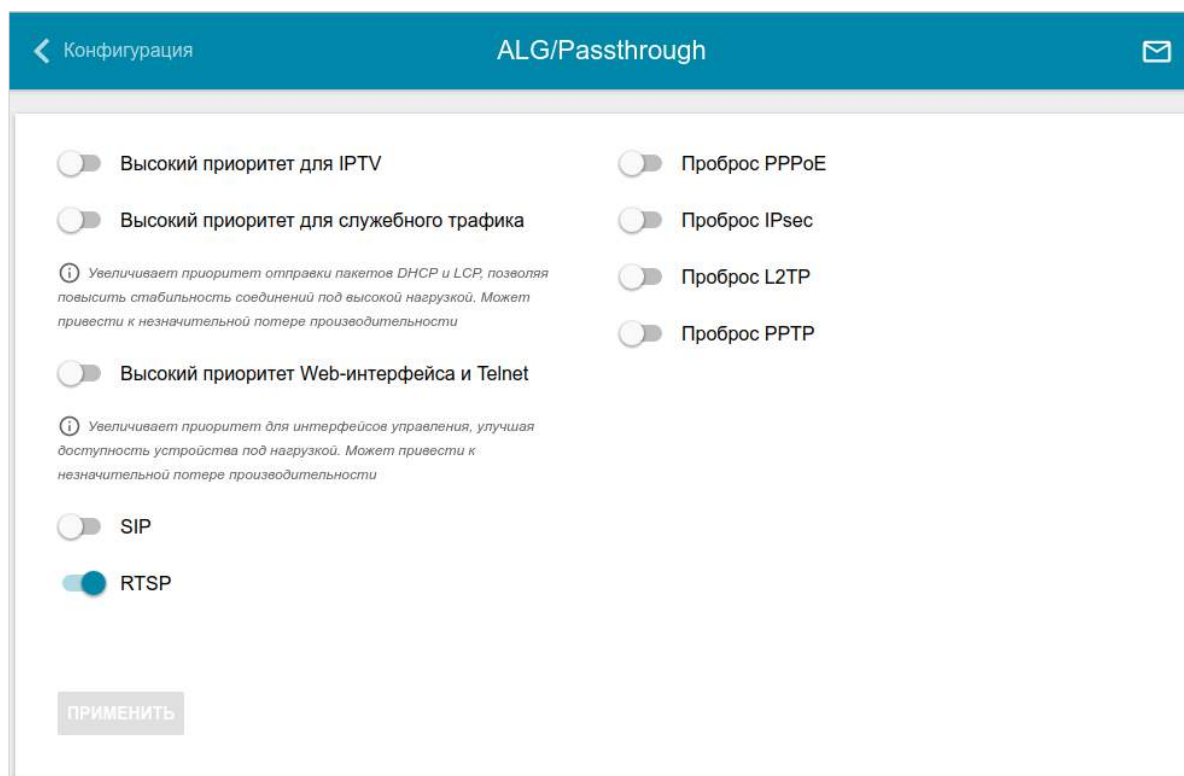 Конфигурация
ALG/Passthrough
Высокий приоритет для IPTV
Высокий приоритет для служебного трафика
Увеличивает приоритет отправки пакетов DHCP и LCP, позволяя
повысить стабильность соединений под высокой нагрузкой. Может
привести к незначительной потере производительности
Высокий приоритет Web-интерфейса и Telnet
Увеличивает приоритет для интерфейсов управления, улучшая
доступность устройства под нагрузкой. Может привести к
незначительной потере производительности
SIP
RTSP
Проброс PPPoE
Проброс IPsec
Проброс L2TP
Проброс PPTP
ПРИМЕНИТЬ